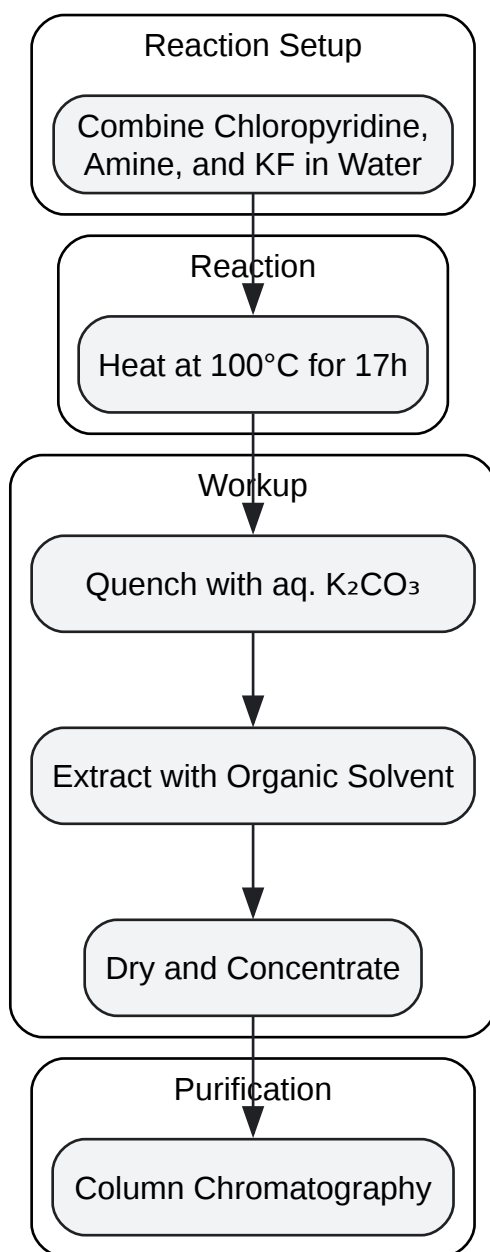 Reaction Setup
Combine Chloropyridine,
Amine, and KF in Water
Reaction
Heat at 100°C for 17h
Workup
Quench with aq. K₂CO₃
Extract with Organic Solvent
Dry and Concentrate
Purification
Column Chromatography